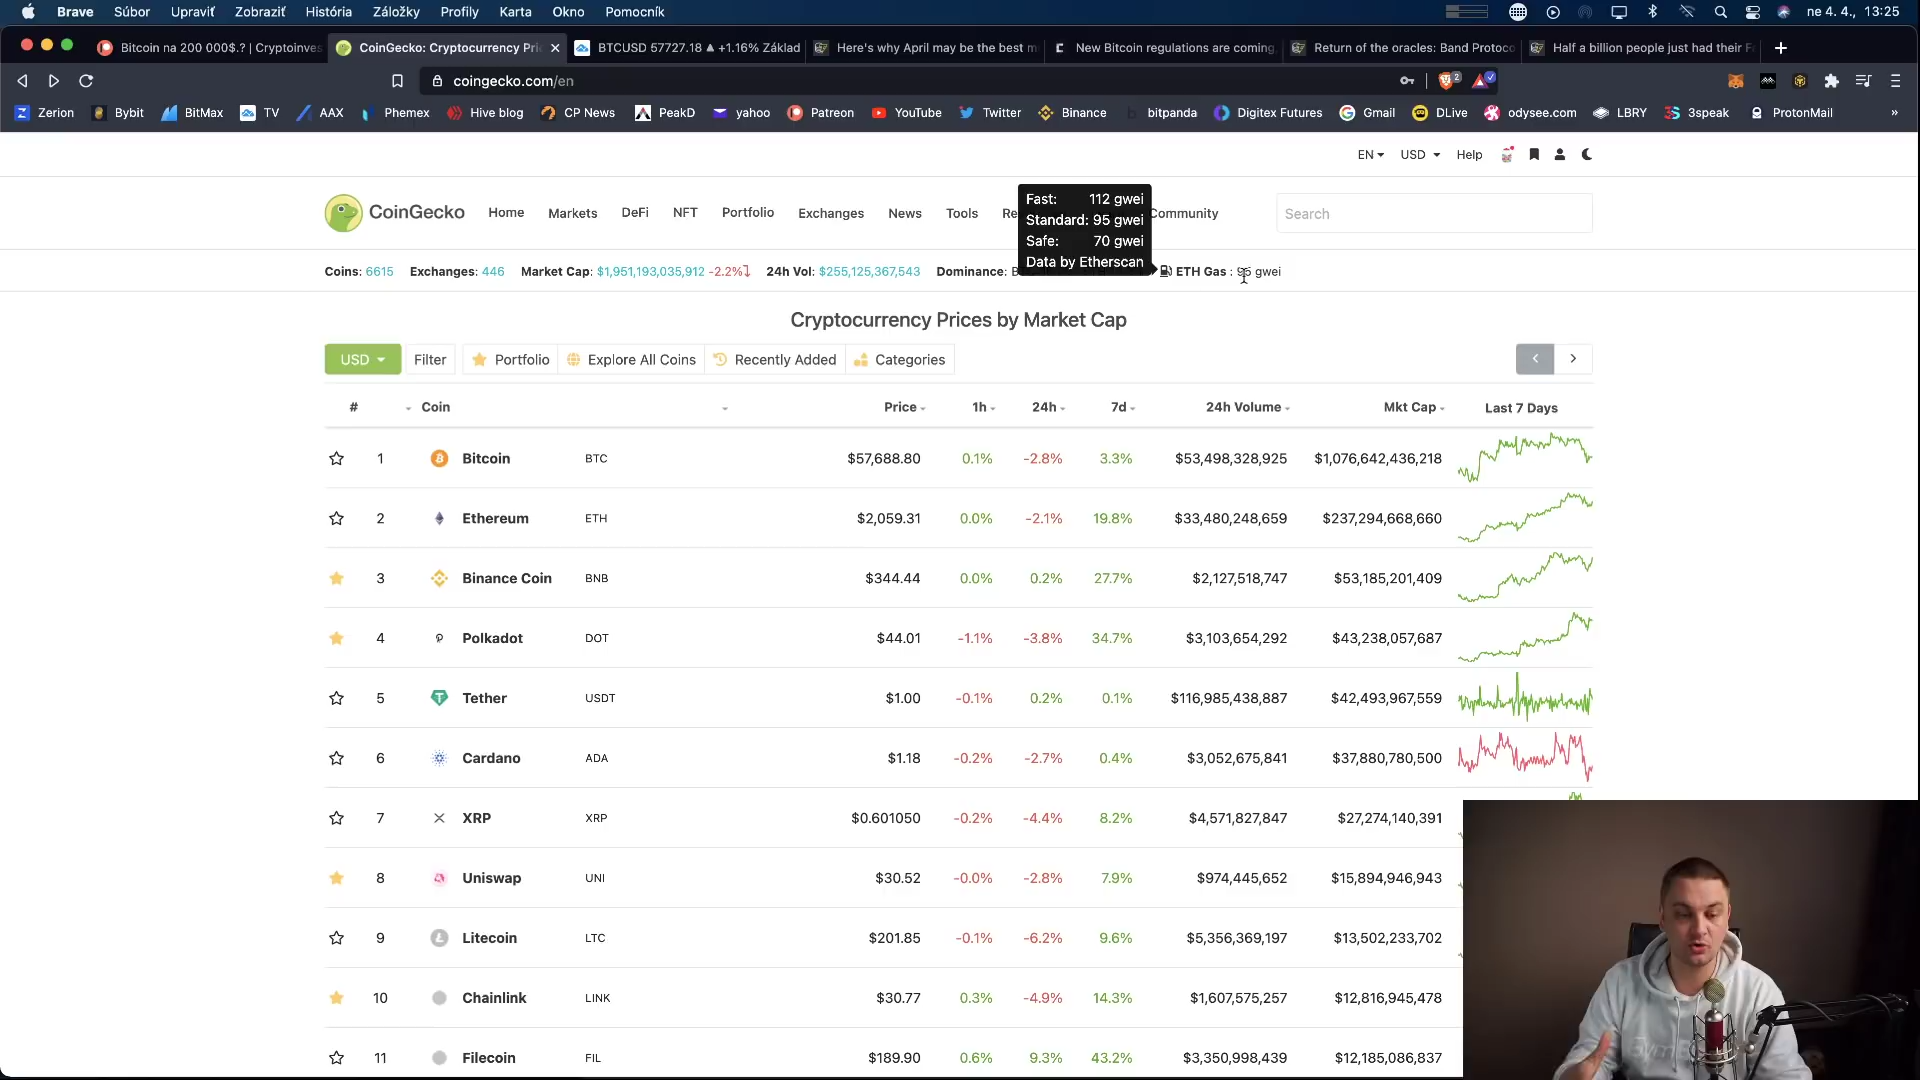 Brave Súbor Upraviť Zobraziť História Záložky Profily Karta Okno Pomocník ne 4. 4., 13:25
Bitcoin na 200 000$.? | Cryptoinves CoinGecko: Cryptocurrency Pri BTCUSD 57727.18 ▲ +1.16% Základ Here's why April may be the best m New Bitcoin regulations are coming, Return of the oracles: Band Protoco Half a billion people just had their F
coingecko.com/en 2
Zerion Bybit BitMax TV AAX Phemex Hive blog CP News PeakD yahoo Patreon YouTube Twitter Binance bitpanda Digitex Futures Gmail DLive odysee.com LBRY 3speak ProtonMail »
EN USD Help
CoinGecko Home Markets DeFi NFT Portfolio Exchanges News Tools Re Community Search
Fast: 112 gwei
Standard: 95 gwei
Safe: 70 gwei
Data by Etherscan
Coins: 6615 Exchanges: 446 Market Cap: $1,951,193,035,912 -2.2% 24h Vol: $255,125,367,543 Dominance: ETH Gas : 95 gwei
Cryptocurrency Prices by Market Cap
USD Filter Portfolio Explore All Coins Recently Added Categories
# Coin Price 1h 24h 7d 24h Volume Mkt Cap Last 7 Days
1 Bitcoin BTC $57,688.80 0.1% -2.8% 3.3% $53,498,328,925 $1,076,642,436,218
2 Ethereum ETH $2,059.31 0.0% -2.1% 19.8% $33,480,248,659 $237,294,668,660
3 Binance Coin BNB $344.44 0.0% 0.2% 27.7% $2,127,518,747 $53,185,201,409
4 Polkadot DOT $44.01 -1.1% -3.8% 34.7% $3,103,654,292 $43,238,057,687
5 Tether USDT $1.00 -0.1% 0.2% 0.1% $116,985,438,887 $42,493,967,559
6 Cardano ADA $1.18 -0.2% -2.7% 0.4% $3,052,675,841 $37,880,780,500
7 XRP XRP $0.601050 -0.2% -4.4% 8.2% $4,571,827,847 $27,274,140,391
8 Uniswap UNI $30.52 -0.0% -2.8% 7.9% $974,445,652 $15,894,946,943
9 Litecoin LTC $201.85 -0.1% -6.2% 9.6% $5,356,369,197 $13,502,233,702
10 Chainlink LINK $30.77 0.3% -4.9% 14.3% $1,607,575,257 $12,816,945,478
11 Filecoin FIL $189.90 0.6% 9.3% 43.2% $3,350,998,439 $12,185,086,837